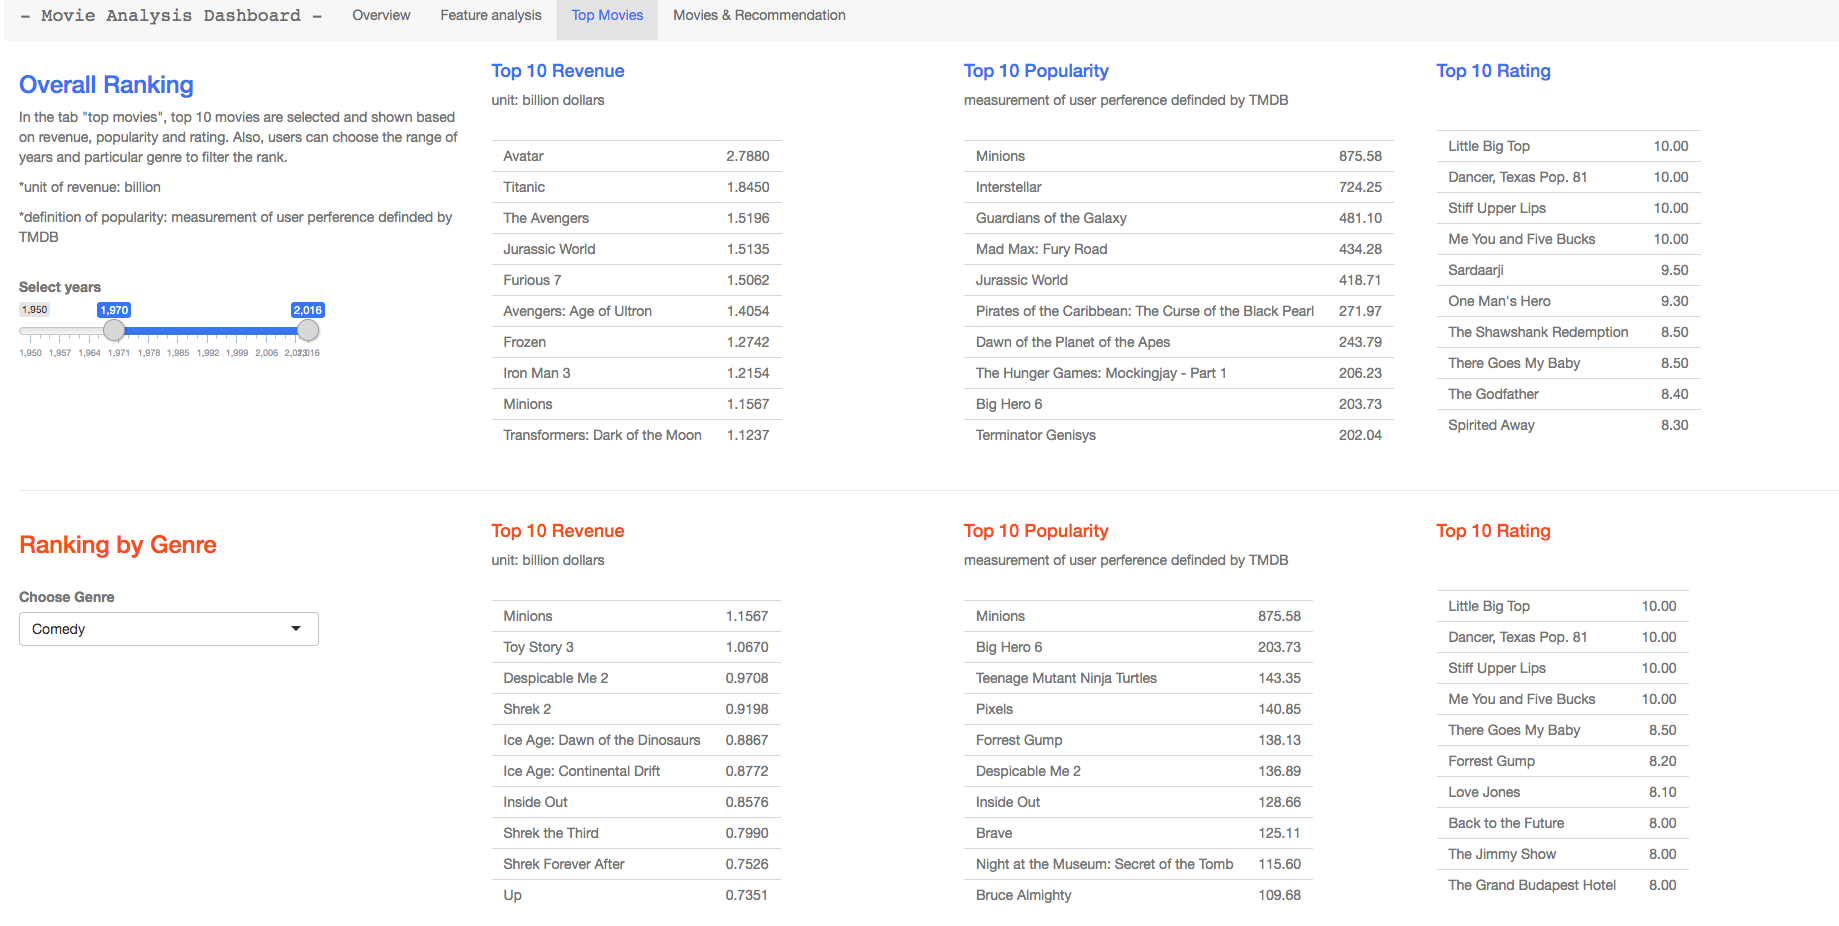 - Movie Analysis Dashboard -
Overview
Feature analysis
Top Movies
Movies & Recommendation
Overall Ranking
In the tab "top movies", top 10 movies are selected and shown based
on revenue, popularity and rating. Also, users can choose the range of
years and particular genre to filter the rank.
*unit of revenue: billion
*definition of popularity: measurement of user perference definded by
TMDB
Select years
1,950
1,970
2,016
1,950 1,957 1,964 1,971 1,978 1,985 1,992 1,999 2,006 2,013 2,016
Top 10 Revenue
unit: billion dollars
Avatar 2.7880
Titanic 1.8450
The Avengers 1.5196
Jurassic World 1.5135
Furious 7 1.5062
Avengers: Age of Ultron 1.4054
Frozen 1.2742
Iron Man 3 1.2154
Minions 1.1567
Transformers: Dark of the Moon 1.1237
Top 10 Popularity
measurement of user perference definded by TMDB
Minions 875.58
Interstellar 724.25
Guardians of the Galaxy 481.10
Mad Max: Fury Road 434.28
Jurassic World 418.71
Pirates of the Caribbean: The Curse of the Black Pearl 271.97
Dawn of the Planet of the Apes 243.79
The Hunger Games: Mockingjay - Part 1 206.23
Big Hero 6 203.73
Terminator Genisys 202.04
Top 10 Rating
Little Big Top 10.00
Dancer, Texas Pop. 81 10.00
Stiff Upper Lips 10.00
Me You and Five Bucks 10.00
Sardaarji 9.50
One Man's Hero 9.30
The Shawshank Redemption 8.50
There Goes My Baby 8.50
The Godfather 8.40
Spirited Away 8.30
Ranking by Genre
Choose Genre
Comedy
Top 10 Revenue
unit: billion dollars
Minions 1.1567
Toy Story 3 1.0670
Despicable Me 2 0.9708
Shrek 2 0.9198
Ice Age: Dawn of the Dinosaurs 0.8867
Ice Age: Continental Drift 0.8772
Inside Out 0.8576
Shrek the Third 0.7990
Shrek Forever After 0.7526
Up 0.7351
Top 10 Popularity
measurement of user perference definded by TMDB
Minions 875.58
Big Hero 6 203.73
Teenage Mutant Ninja Turtles 143.35
Pixels 140.85
Forrest Gump 138.13
Despicable Me 2 136.89
Inside Out 128.66
Brave 125.11
Night at the Museum: Secret of the Tomb 115.60
Bruce Almighty 109.68
Top 10 Rating
Little Big Top 10.00
Dancer, Texas Pop. 81 10.00
Stiff Upper Lips 10.00
Me You and Five Bucks 10.00
There Goes My Baby 8.50
Forrest Gump 8.20
Love Jones 8.10
Back to the Future 8.00
The Jimmy Show 8.00
The Grand Budapest Hotel 8.00